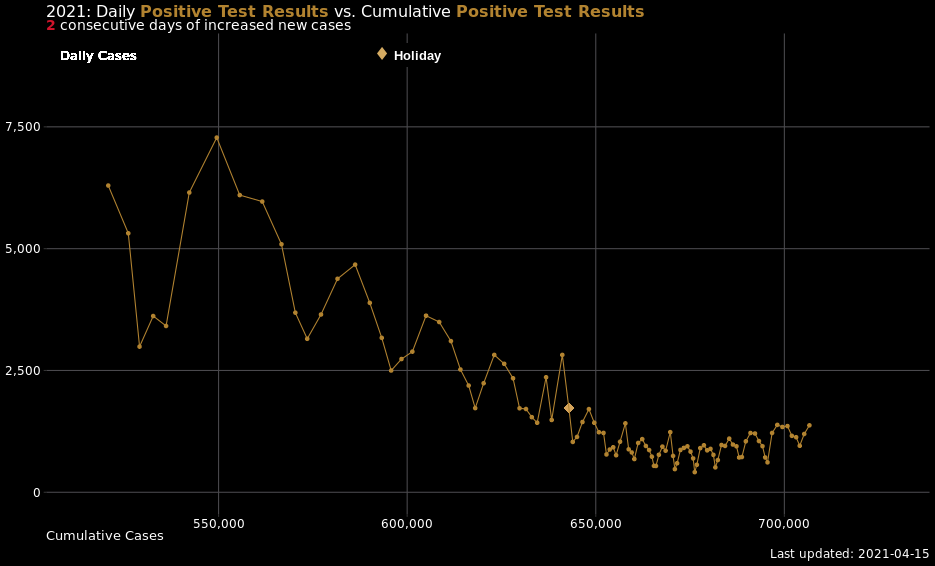 2021: Daily Positive Test Results vs. Cumulative Positive Test Results
2 consecutive days of increased new cases
Daily Cases
Holiday
7,500
5,000
2,500
0
550,000
600,000
650,000
700,000
Cumulative Cases
Last updated: 2021-04-15